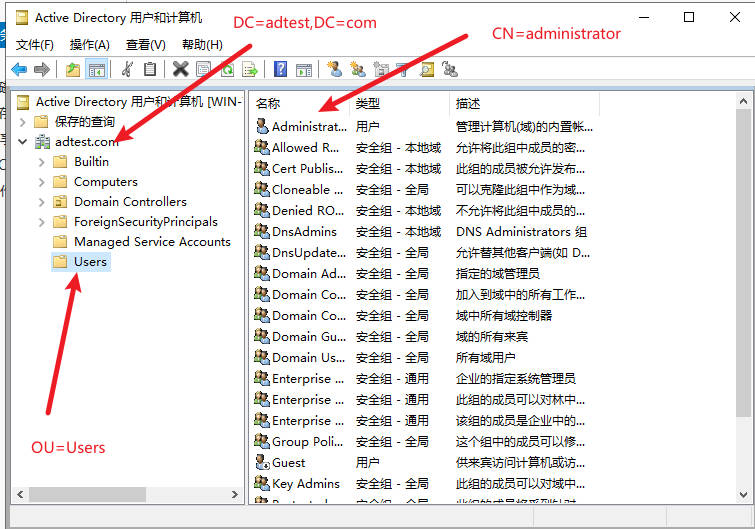 Active Directory 用户和计算机
DC=adtest,DC=com
CN=administrator
文件(F) 操作(A) 查看(V) 帮助(H)
Active Directory 用户和计算机 [WIN-
保存的查询
adtest.com
Builtin
Computers
Domain Controllers
ForeignSecurityPrincipals
Managed Service Accounts
Users
OU=Users
名称 类型 描述
Administrat... 用户 管理计算机(域)的内置帐...
Allowed R... 安全组 - 本地域 允许将此组中成员的密...
Cert Publis... 安全组 - 本地域 此组的成员被允许发布...
Cloneable ... 安全组 - 全局 可以克隆此组中作为域...
Denied RO... 安全组 - 本地域 不允许将此组中成员的...
DnsAdmins 安全组 - 本地域 DNS Administrators 组
DnsUpdate... 安全组 - 全局 允许替其他客户端(如 D...
Domain Ad... 安全组 - 全局 指定的域管理员
Domain Co... 安全组 - 全局 加入到域中的所有工作...
Domain Co... 安全组 - 全局 域中所有域控制器
Domain Gu... 安全组 - 全局 域的所有来宾
Domain Us... 安全组 - 全局 所有域用户
Enterprise ... 安全组 - 通用 企业的指定系统管理员
Enterprise ... 安全组 - 通用 此组的成员可以对林中...
Enterprise ... 安全组 - 通用 该组的成员是企业中的...
Group Poli... 安全组 - 全局 这个组中的成员可以修...
Guest 用户 供来宾访问计算机或访...
Key Admins 安全组 - 全局 此组的成员可以对域中...